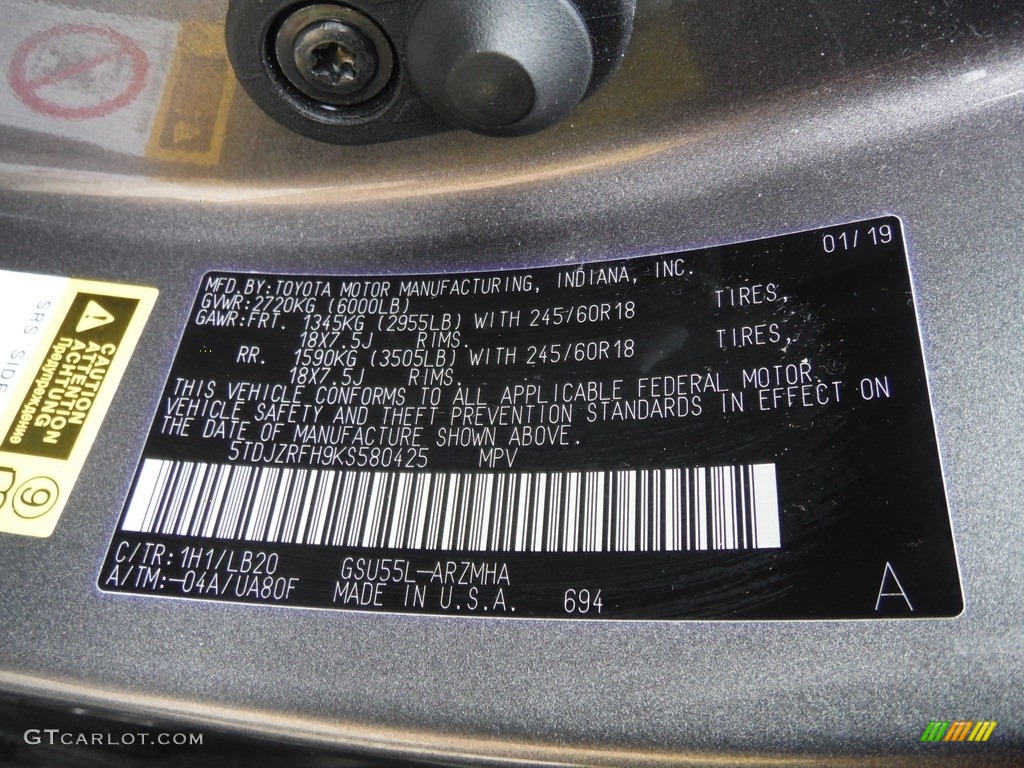 01/19
MFD. BY: TOYOTA MOTOR MANUFACTURING, INDIANA, INC.
GVWR: 2720KG (6000LB)
GAWR: FRT. 1345KG (2955LB) WITH 245/60R18 TIRES,
18X7.5J RIMS.
RR. 1590KG (3505LB) WITH 245/60R18 TIRES,
18X7.5J RIMS.
THIS VEHICLE CONFORMS TO ALL APPLICABLE FEDERAL MOTOR
VEHICLE SAFETY AND THEFT PREVENTION STANDARDS IN EFFECT ON
THE DATE OF MANUFACTURE SHOWN ABOVE.
5TDJZRFH9KS580425 MPV
C/TR: 1H1/LB20 GSU55L-ARZMHA
A/TM: -04A/UA80F MADE IN U.S.A. 694
A
CAUTION
ATTENTION
ACHTUNG
SRS SIDE
9
GTCARLOT.COM